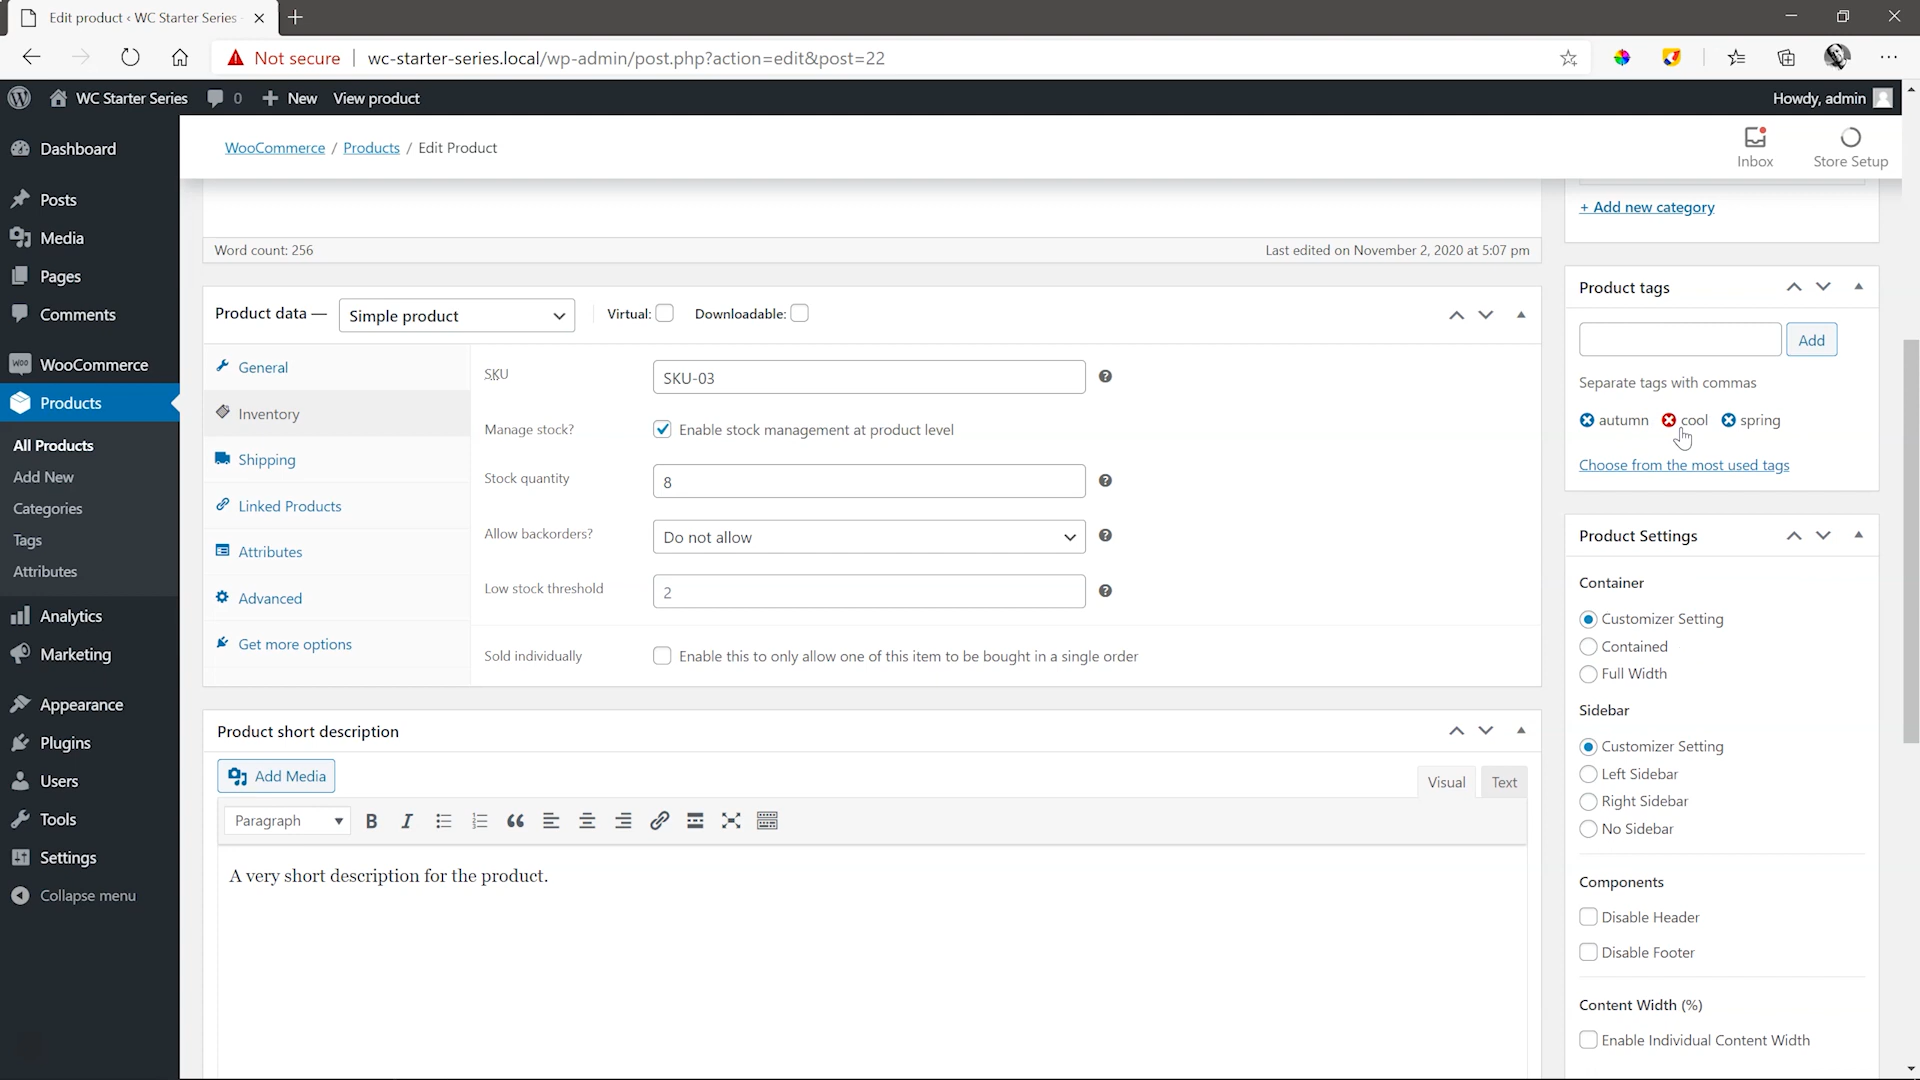 Edit product ‹ WC Starter Series
Not secure
wc-starter-series.local/wp-admin/post.php?action=edit&post=22
WC Starter Series
0
New
View product
Howdy, admin
Dashboard
Posts
Media
Pages
Comments
WooCommerce
Products
All Products
Add New
Categories
Tags
Attributes
Analytics
Marketing
Appearance
Plugins
Users
Tools
Settings
Collapse menu
WooCommerce / Products / Edit Product
Inbox
Store Setup
Word count: 256
Last edited on November 2, 2020 at 5:07 pm
Product data —
Simple product
Virtual:
Downloadable:
General
Inventory
Shipping
Linked Products
Attributes
Advanced
Get more options
SKU
SKU-03
Manage stock?
Enable stock management at product level
Stock quantity
8
Allow backorders?
Do not allow
Low stock threshold
2
Sold individually
Enable this to only allow one of this item to be bought in a single order
Product short description
Add Media
Visual
Text
Paragraph
A very short description for the product.
+ Add new category
Product tags
Add
Separate tags with commas
autumn
cool
spring
Choose from the most used tags
Product Settings
Container
Customizer Setting
Contained
Full Width
Sidebar
Customizer Setting
Left Sidebar
Right Sidebar
No Sidebar
Components
Disable Header
Disable Footer
Content Width (%)
Enable Individual Content Width